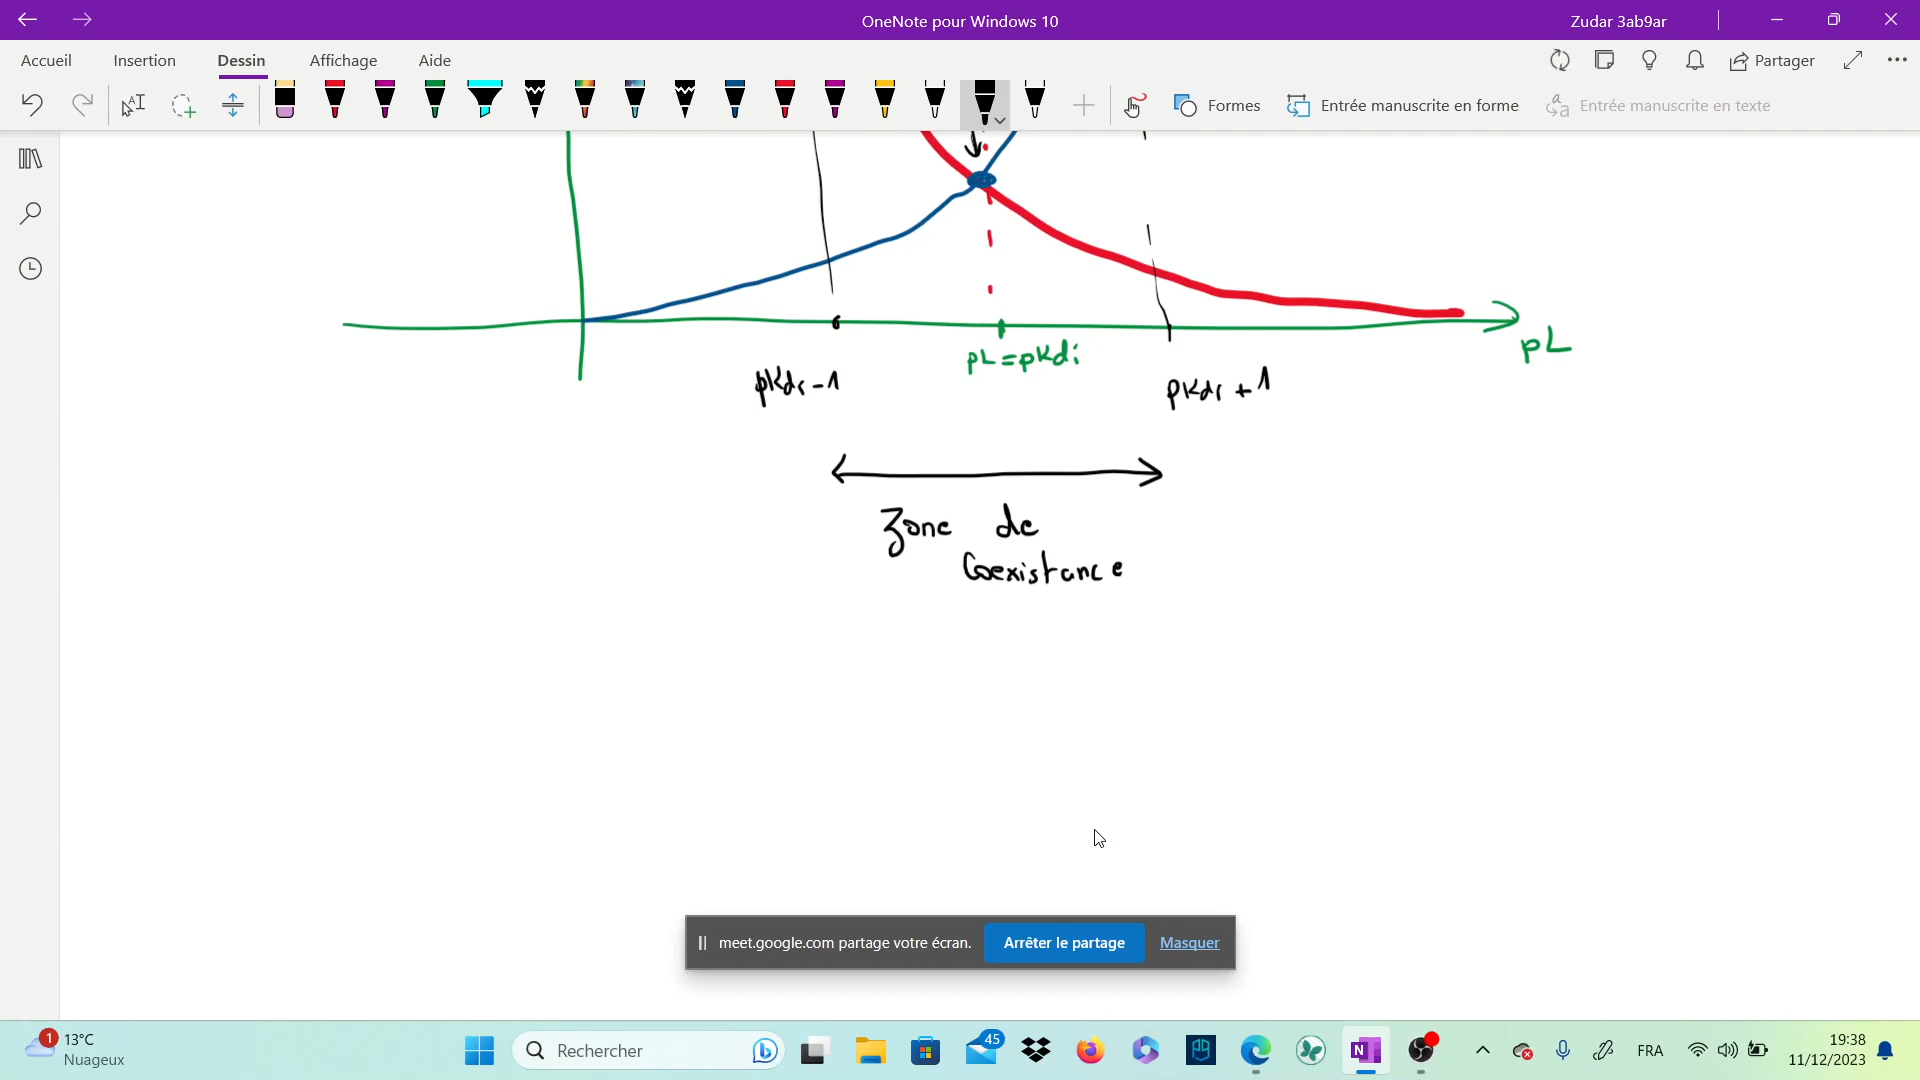 OneNote pour Windows 10
Zudar 3ab9ar
Accueil
Insertion
Dessin
Affichage
Aide
Partager
Formes
Entrée manuscrite en forme
Entrée manuscrite en texte
pL
pL=pKdi
pKdi-1
pKdi+1
Zone de
Coexistance
meet.google.com partage votre écran.
Arrêter le partage
Masquer
1
13°C
Nuageux
Rechercher
45
N
FRA
19:38
11/12/2023